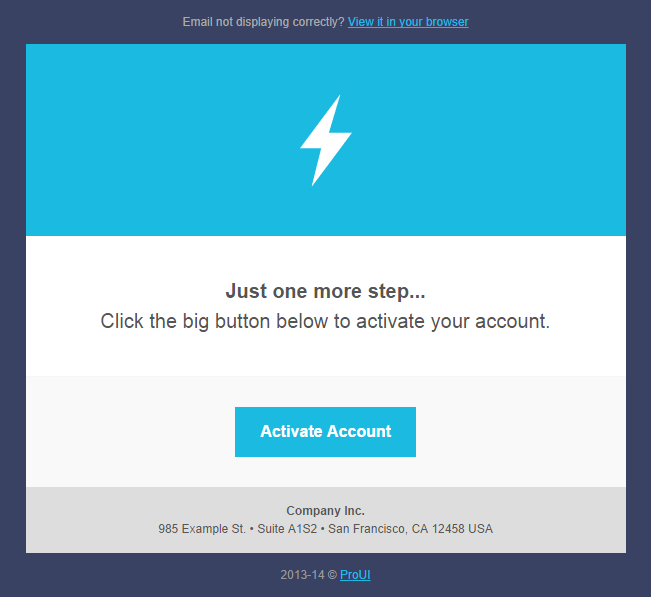 Email not displaying correctly? View it in your browser
Just one more step...
Click the big button below to activate your account.
Activate Account
Company Inc.
985 Example St. • Suite A1S2 • San Francisco, CA 12458 USA
2013-14 © ProUI